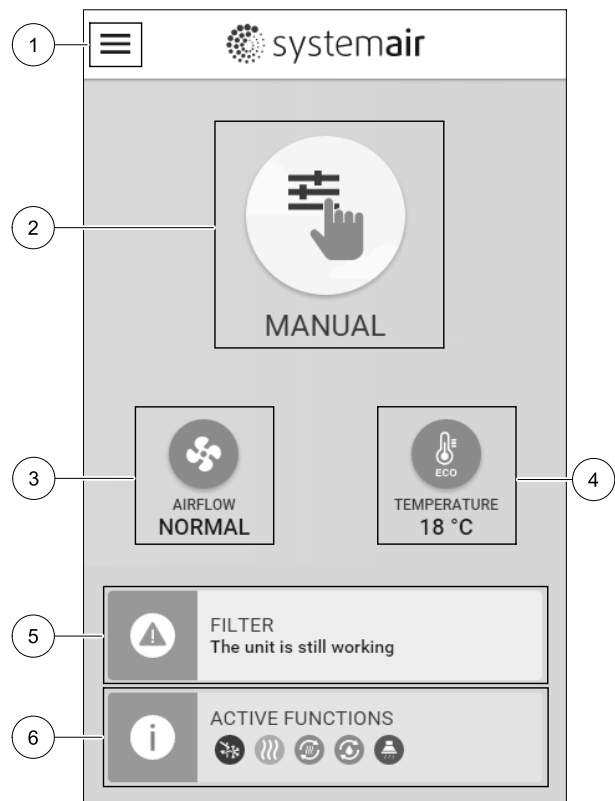 1
systemair
2
MANUAL
3
AIRFLOW
NORMAL
ECO
TEMPERATURE
18 °C
4
5
FILTER
The unit is still working
6
i
ACTIVE FUNCTIONS